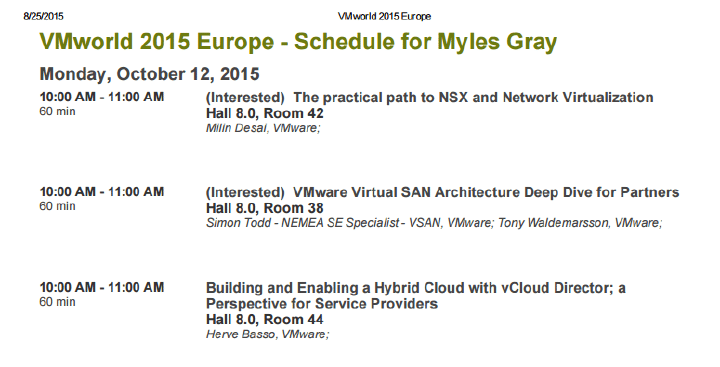 8/25/2015 VMworld 2015 Europe
VMworld 2015 Europe - Schedule for Myles Gray
Monday, October 12, 2015
10:00 AM - 11:00 AM (Interested) The practical path to NSX and Network Virtualization
60 min Hall 8.0, Room 42
Milin Desai, VMware;
10:00 AM - 11:00 AM (Interested) VMware Virtual SAN Architecture Deep Dive for Partners
60 min Hall 8.0, Room 38
Simon Todd - NEMEA SE Specialist - VSAN, VMware; Tony Waldemarsson, VMware;
10:00 AM - 11:00 AM Building and Enabling a Hybrid Cloud with vCloud Director; a
60 min Perspective for Service Providers
Hall 8.0, Room 44
Herve Basso, VMware;